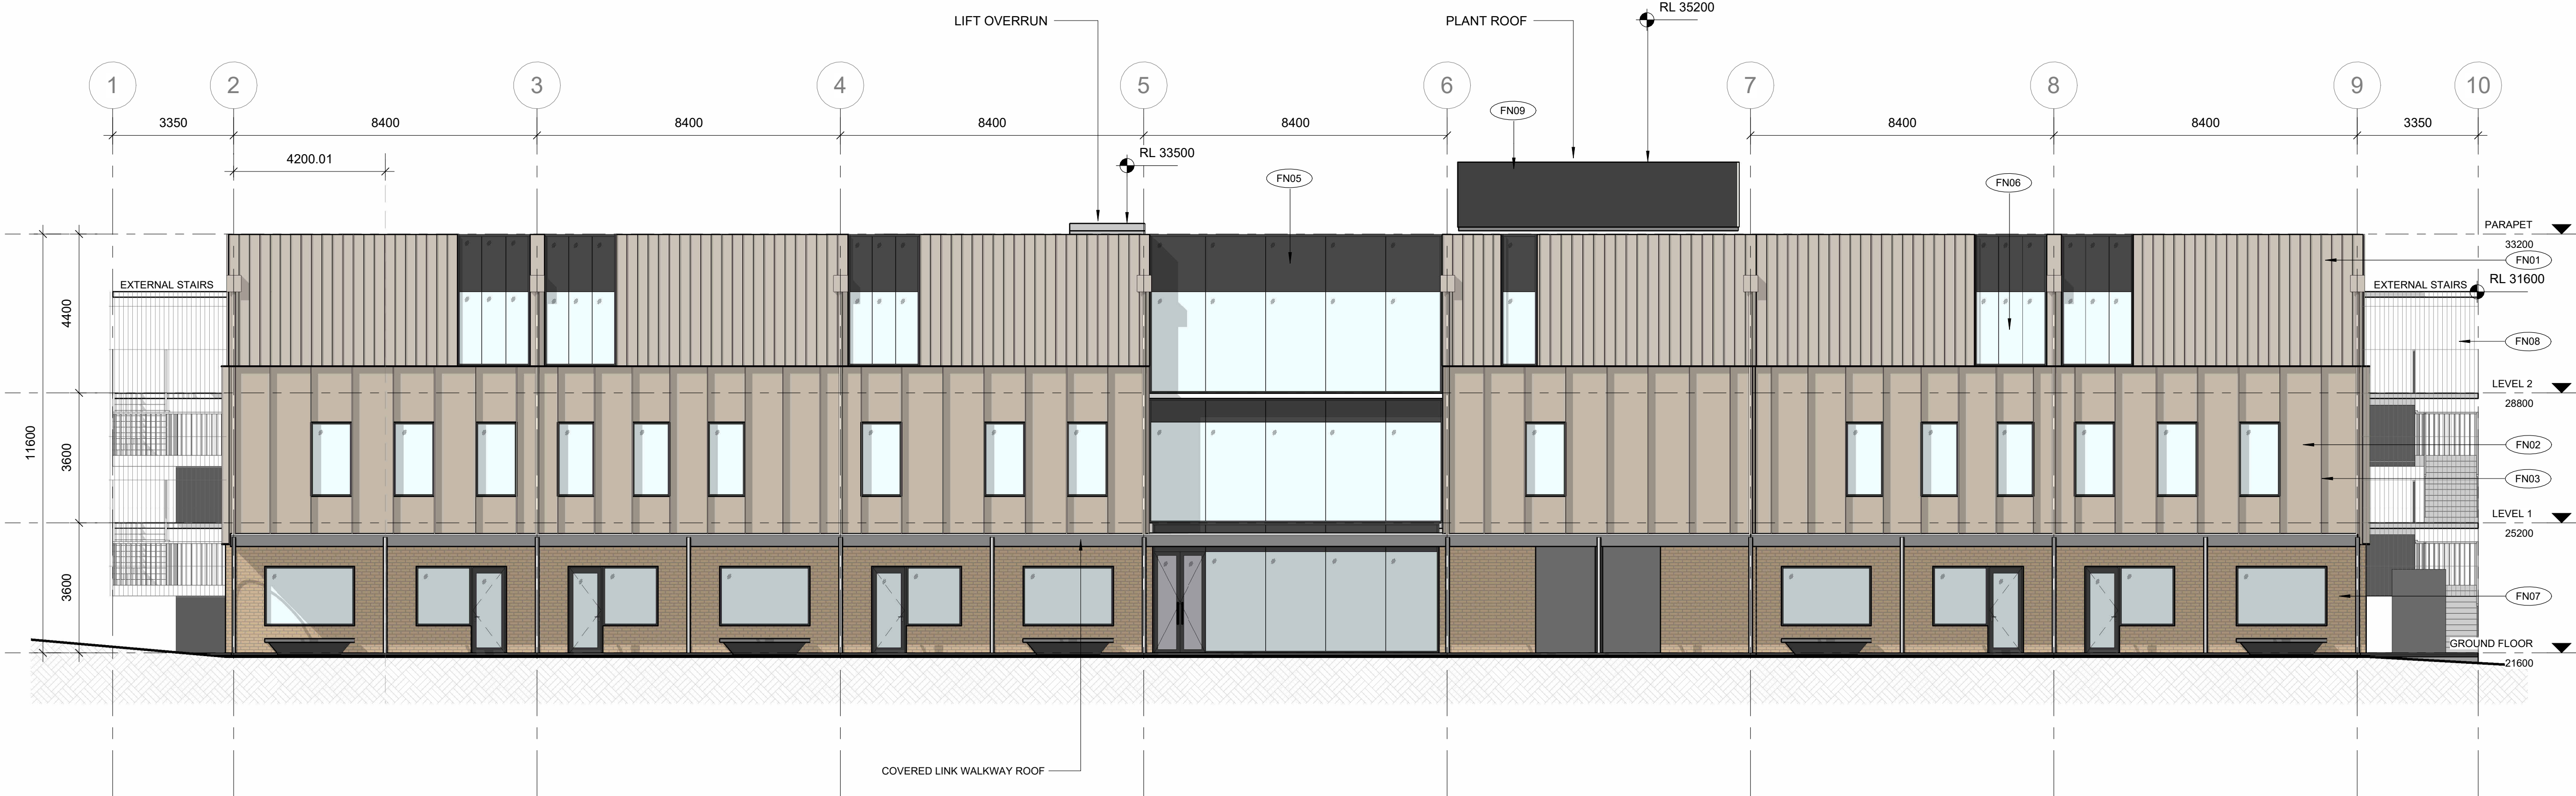 LIFT OVERRUN
PLANT ROOF
RL 35200
1
2
3
4
5
6
7
8
9
10
FN09
3350
8400
8400
8400
8400
8400
8400
3350
4200.01
RL 33500
FN05
FN06
PARAPET
33200
FN01
EXTERNAL STAIRS
EXTERNAL STAIRS
RL 31600
4400
FN08
LEVEL 2
28800
11600
3600
FN02
FN03
LEVEL 1
25200
3600
FN07
GROUND FLOOR
21600
COVERED LINK WALKWAY ROOF